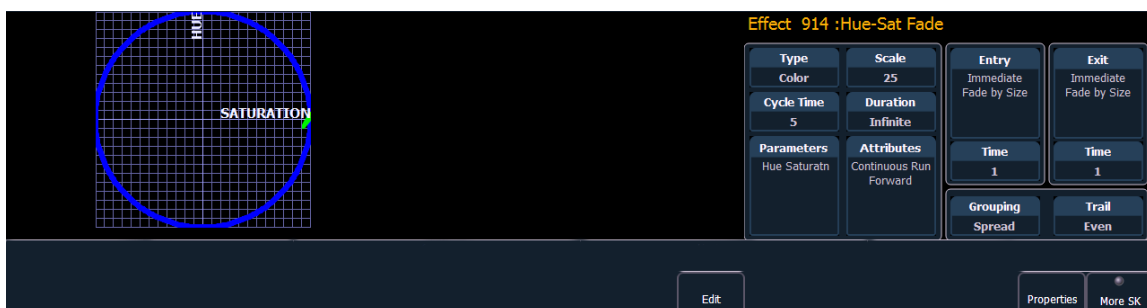 Effect 914 :Hue-Sat Fade
HUE
SATURATION
Type
Color
Scale
25
Cycle Time
5
Duration
Infinite
Parameters
Hue Saturatn
Attributes
Continuous Run
Forward
Entry
Immediate
Fade by Size
Time
1
Exit
Immediate
Fade by Size
Time
1
Grouping
Spread
Trail
Even
Edit
Properties
More SK